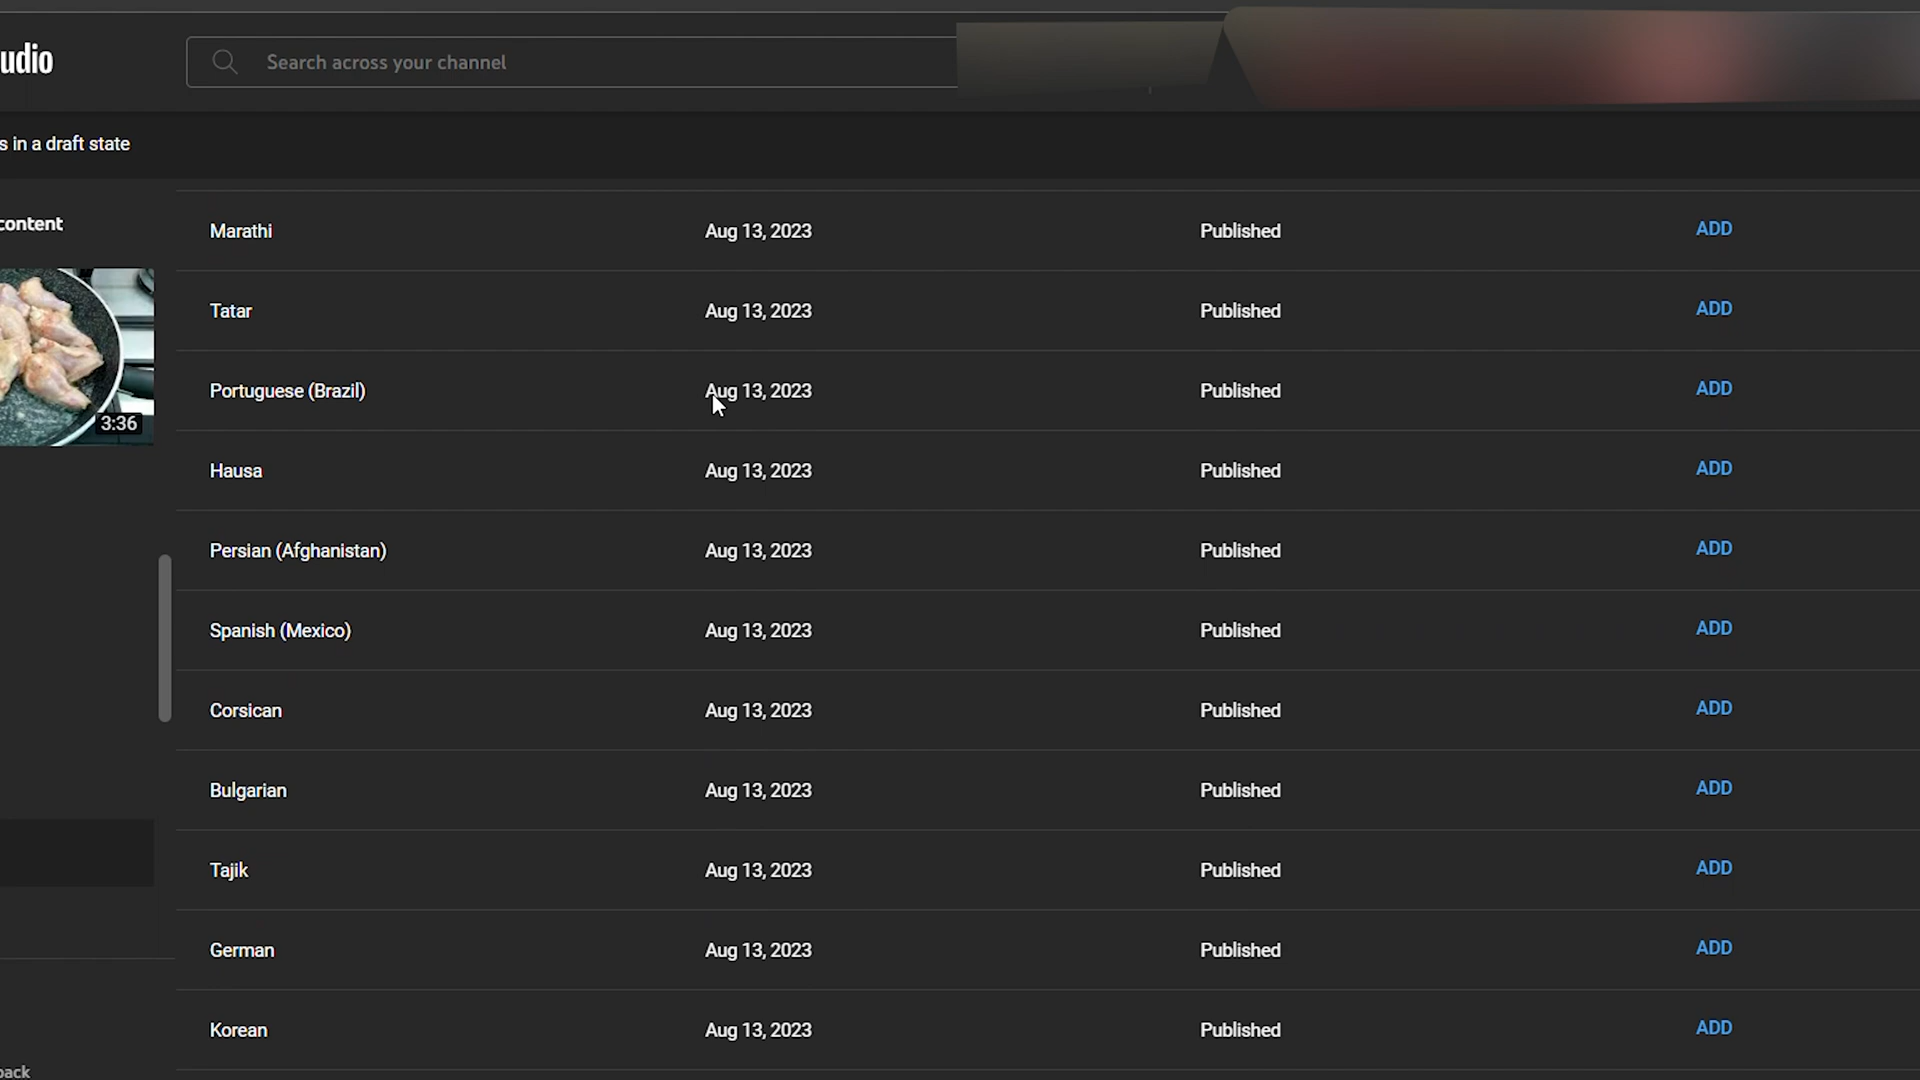 udio
Search across your channel
s in a draft state
content
3:36
Marathi Aug 13, 2023 Published ADD
Tatar Aug 13, 2023 Published ADD
Portuguese (Brazil) Aug 13, 2023 Published ADD
Hausa Aug 13, 2023 Published ADD
Persian (Afghanistan) Aug 13, 2023 Published ADD
Spanish (Mexico) Aug 13, 2023 Published ADD
Corsican Aug 13, 2023 Published ADD
Bulgarian Aug 13, 2023 Published ADD
Tajik Aug 13, 2023 Published ADD
German Aug 13, 2023 Published ADD
Korean Aug 13, 2023 Published ADD
back